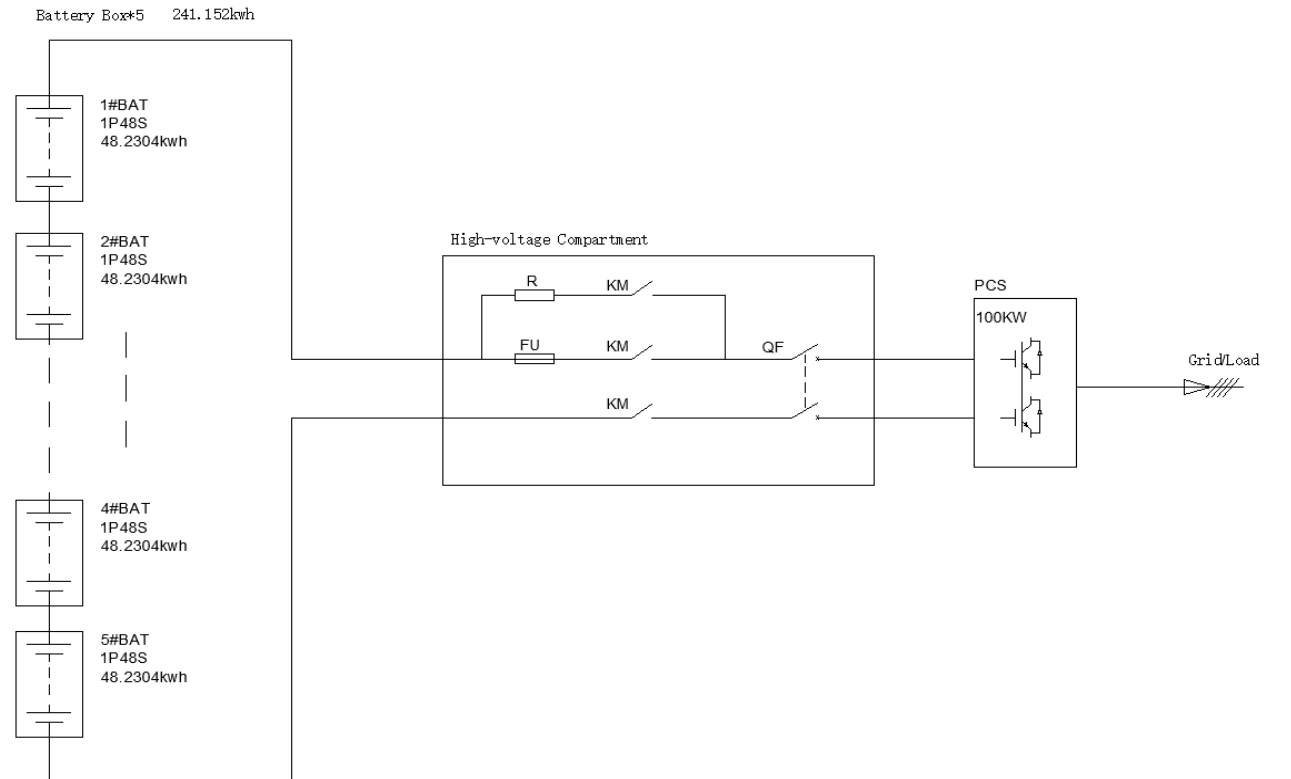 Battery Box*5 241.152kwh
1#BAT
1P48S
48.2304kwh
2#BAT
1P48S
48.2304kwh
High-voltage Compartment
R
KM
FU
KM
QF
KM
PCS
100KW
Grid/Load
4#BAT
1P48S
48.2304kwh
5#BAT
1P48S
48.2304kwh